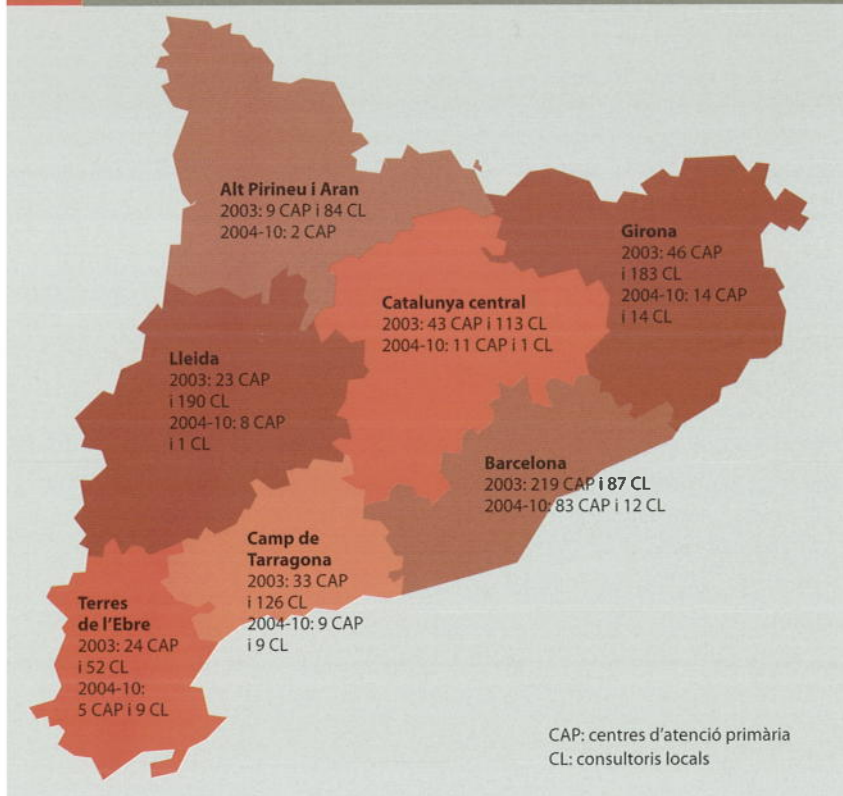 Alt Pirineu i Aran
2003: 9 CAP i 84 CL
2004-10: 2 CAP
Girona
2003: 46 CAP
i 183 CL
2004-10: 14 CAP
i 14 CL
Catalunya central
2003: 43 CAP i 113 CL
2004-10: 11 CAP i 1 CL
Lleida
2003: 23 CAP
i 190 CL
2004-10: 8 CAP
i 1 CL
Barcelona
2003: 219 CAP i 87 CL
2004-10: 83 CAP i 12 CL
Camp de
Tarragona
2003: 33 CAP
i 126 CL
2004-10: 9 CAP
i 9 CL
Terres
de l'Ebre
2003: 24 CAP
i 52 CL
2004-10:
5 CAP i 9 CL
CAP: centres d'atenció primària
CL: consultoris locals